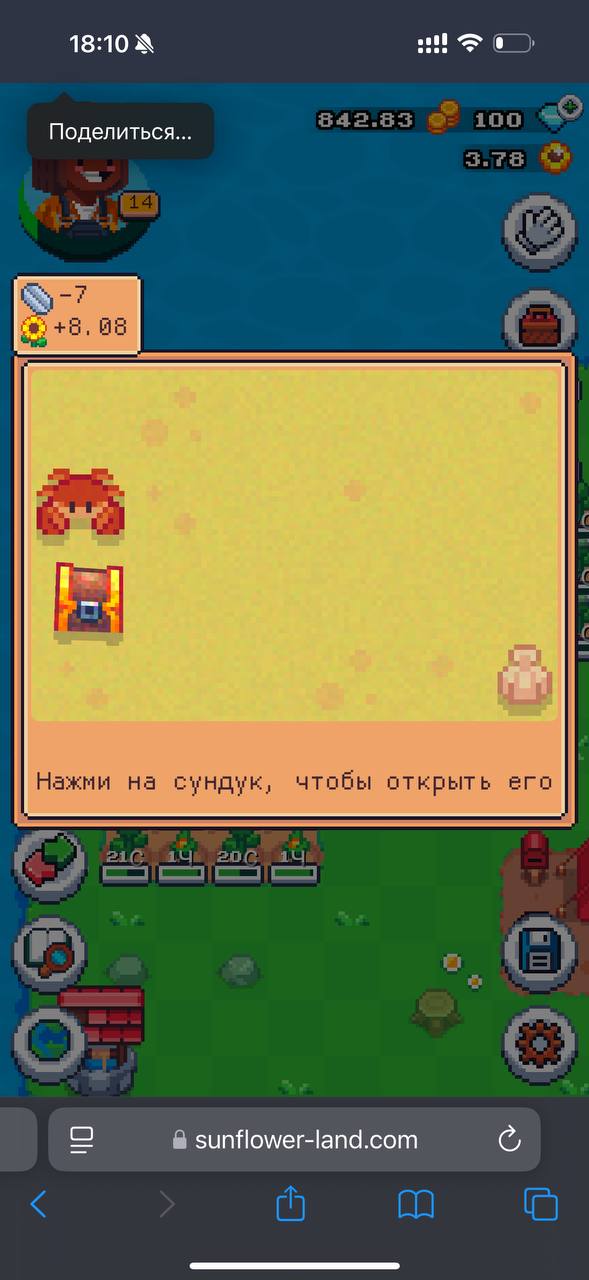 18:10
Поделиться...
842.83
100
3.78
14
-7
+8.08
Нажми на сундук, чтобы открыть его
21С 1Ч 20С 1Ч
sunflower-land.com